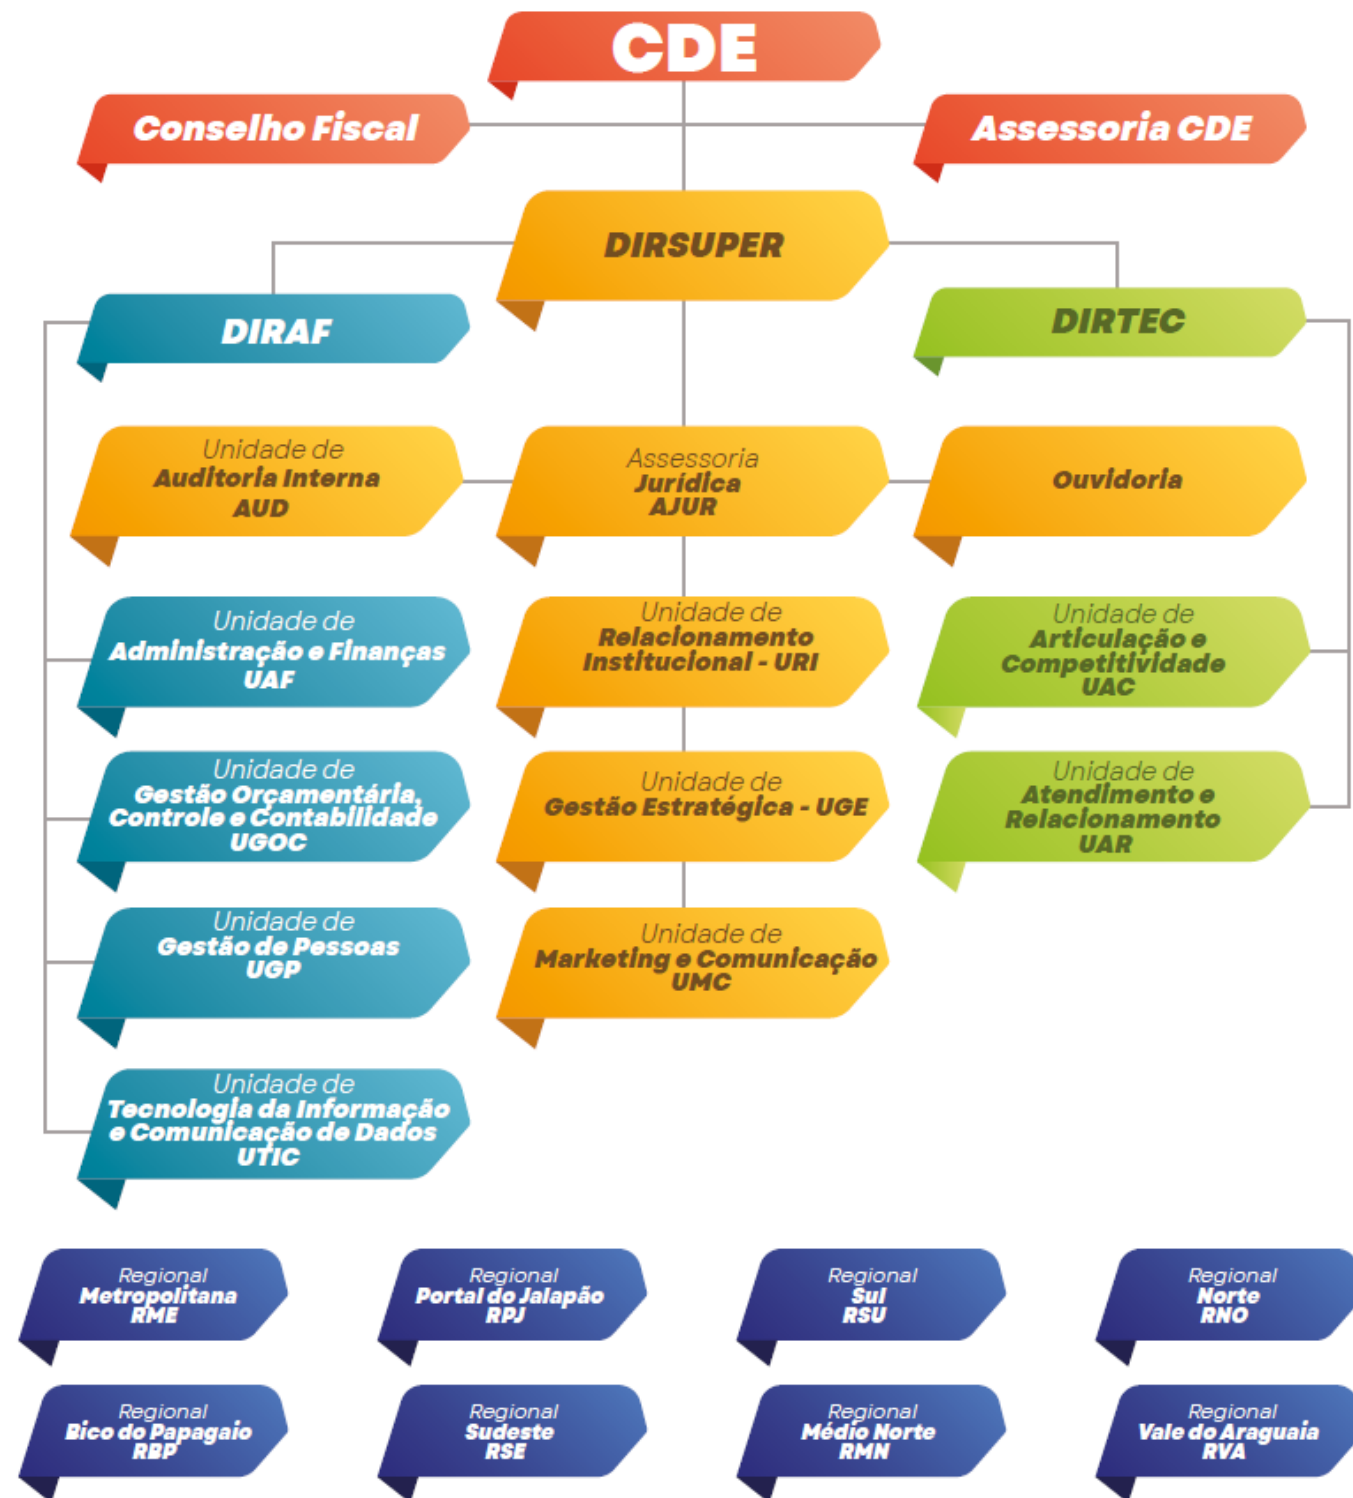 CDE
Conselho Fiscal
Assessoria CDE
DIRSUPER
DIRAF
DIRTEC
Unidade de
Auditoria Interna
AUD
Assessoria
Jurídica
AJUR
Ouvidoria
Unidade de
Administração e Finanças
UAF
Unidade de
Relacionamento
Institucional - URI
Unidade de
Articulação e
Competitividade
UAC
Unidade de
Gestão Orçamentária,
Controle e Contabilidade
UGOC
Unidade de
Gestão Estratégica - UGE
Unidade de
Atendimento e
Relacionamento
UAR
Unidade de
Gestão de Pessoas
UGP
Unidade de
Marketing e Comunicação
UMC
Unidade de
Tecnologia da Informação
e Comunicação de Dados
UTIC
Regional
Metropolitana
RME
Regional
Portal do Jalapão
RPJ
Regional
Sul
RSU
Regional
Norte
RNO
Regional
Bico do Papagaio
RBP
Regional
Sudeste
RSE
Regional
Médio Norte
RMN
Regional
Vale do Araguaia
RVA